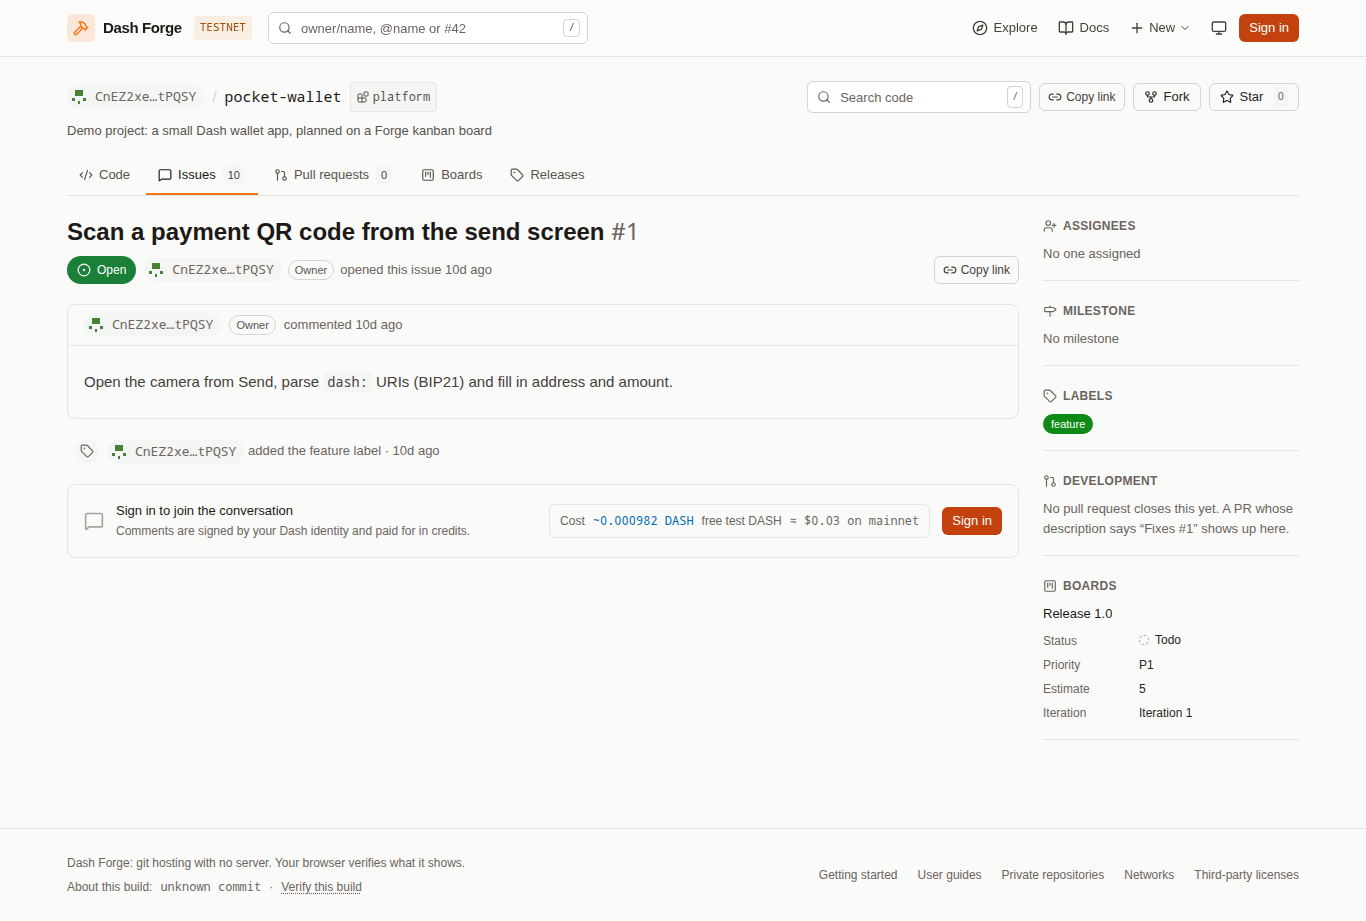 Dash Forge TESTNET owner/name, @name or #42 / Explore Docs New Sign in
CnEZ2xe…tPQSY / pocket-wallet platform Search code / Copy link Fork Star 0
Demo project: a small Dash wallet app, planned on a Forge kanban board
Code Issues 10 Pull requests 0 Boards Releases
Scan a payment QR code from the send screen #1
Open CnEZ2xe…tPQSY Owner opened this issue 10d ago Copy link
CnEZ2xe…tPQSY Owner commented 10d ago
Open the camera from Send, parse dash: URIs (BIP21) and fill in address and amount.
CnEZ2xe…tPQSY added the feature label · 10d ago
Sign in to join the conversation
Comments are signed by your Dash identity and paid for in credits.
Cost ~0.000982 DASH free test DASH ≈ $0.03 on mainnet Sign in
ASSIGNEES
No one assigned
MILESTONE
No milestone
LABELS
feature
DEVELOPMENT
No pull request closes this yet. A PR whose
description says “Fixes #1” shows up here.
BOARDS
Release 1.0
Status Todo
Priority P1
Estimate 5
Iteration Iteration 1
Dash Forge: git hosting with no server. Your browser verifies what it shows.
About this build: unknown commit · Verify this build
Getting started User guides Private repositories Networks Third-party licenses